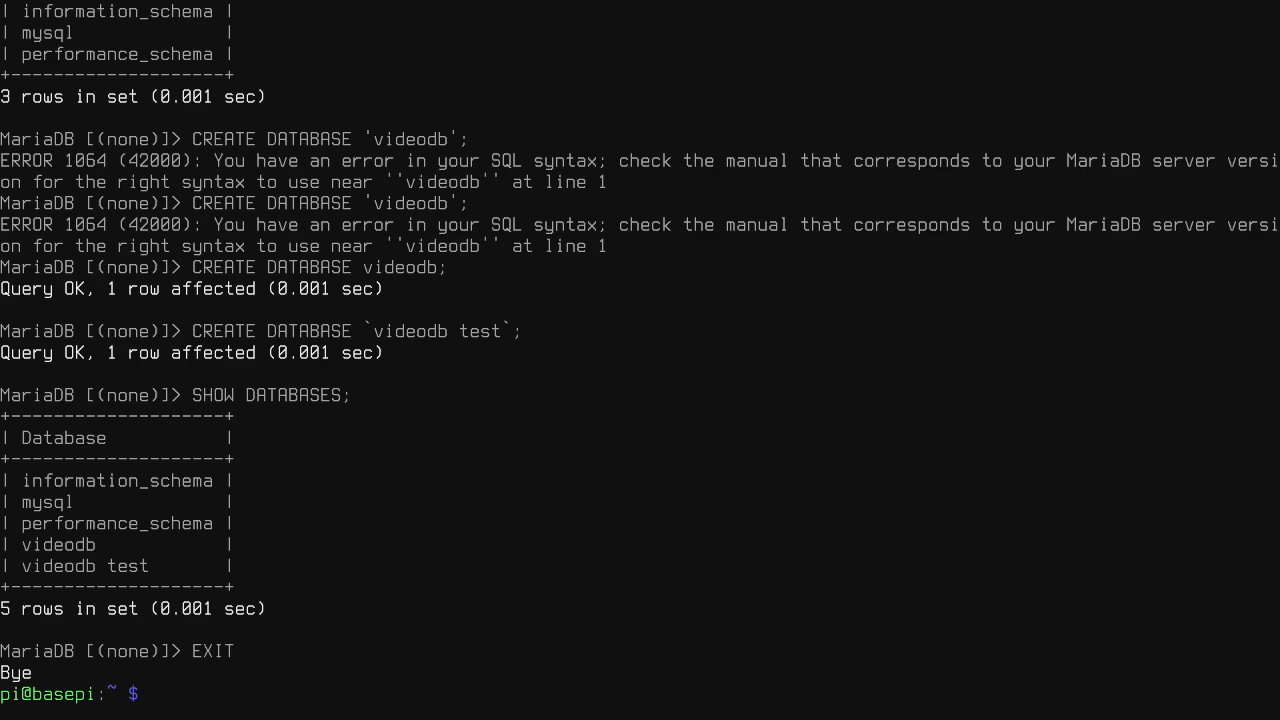 | information_schema |
| mysql              |
| performance_schema |
+--------------------+
3 rows in set (0.001 sec)

MariaDB [(none)]> CREATE DATABASE 'videodb';
ERROR 1064 (42000): You have an error in your SQL syntax; check the manual that corresponds to your MariaDB server versi
on for the right syntax to use near ''videodb'' at line 1
MariaDB [(none)]> CREATE DATABASE 'videodb';
ERROR 1064 (42000): You have an error in your SQL syntax; check the manual that corresponds to your MariaDB server versi
on for the right syntax to use near ''videodb'' at line 1
MariaDB [(none)]> CREATE DATABASE videodb;
Query OK, 1 row affected (0.001 sec)

MariaDB [(none)]> CREATE DATABASE `videodb test`;
Query OK, 1 row affected (0.001 sec)

MariaDB [(none)]> SHOW DATABASES;
+--------------------+
| Database           |
+--------------------+
| information_schema |
| mysql              |
| performance_schema |
| videodb            |
| videodb test       |
+--------------------+
5 rows in set (0.001 sec)

MariaDB [(none)]> EXIT
Bye
pi@basepi:~ $